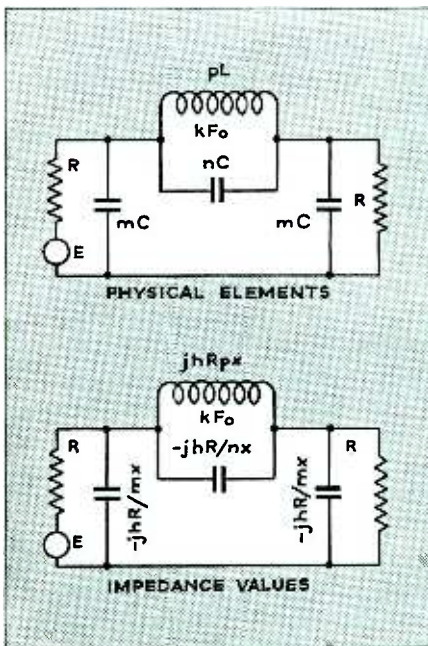 pL
kFo
nC
R
mC
mC
R
E
PHYSICAL ELEMENTS
jhRpx
kFo
R
-jhR/nx
R
-jhR/mx
-jhR/mx
E
IMPEDANCE VALUES